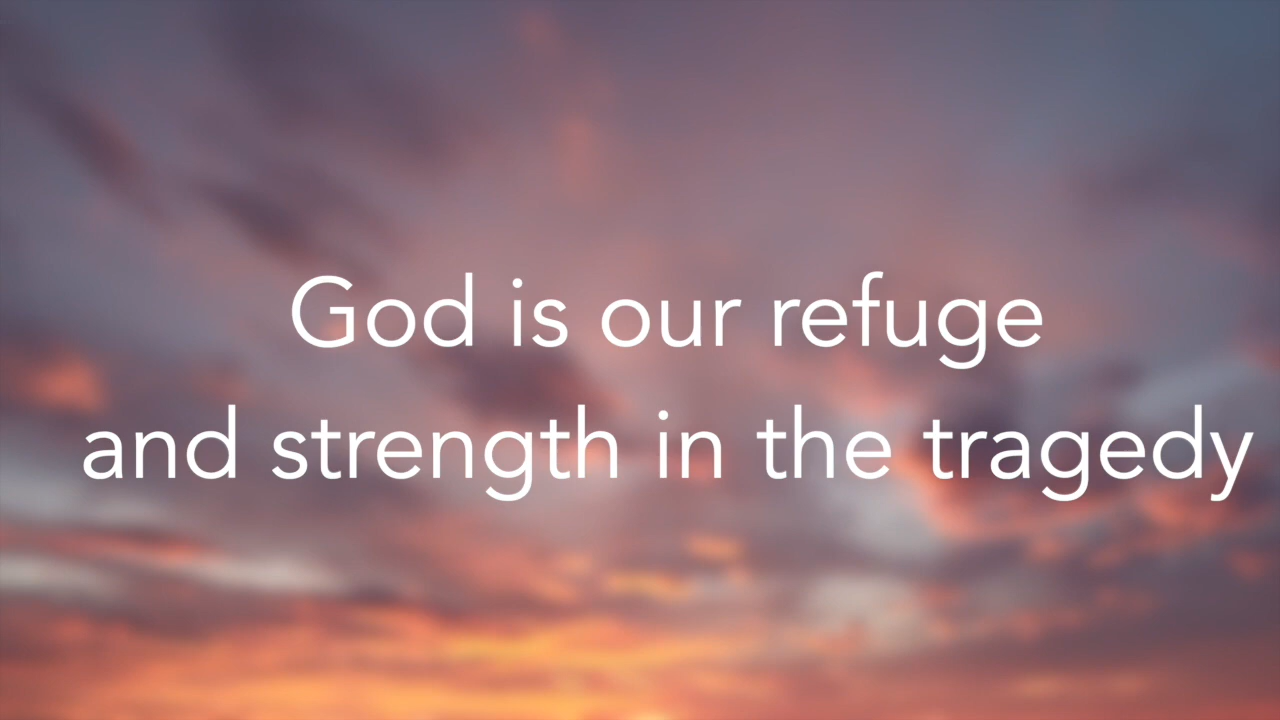 God is our refuge
and strength in the tragedy